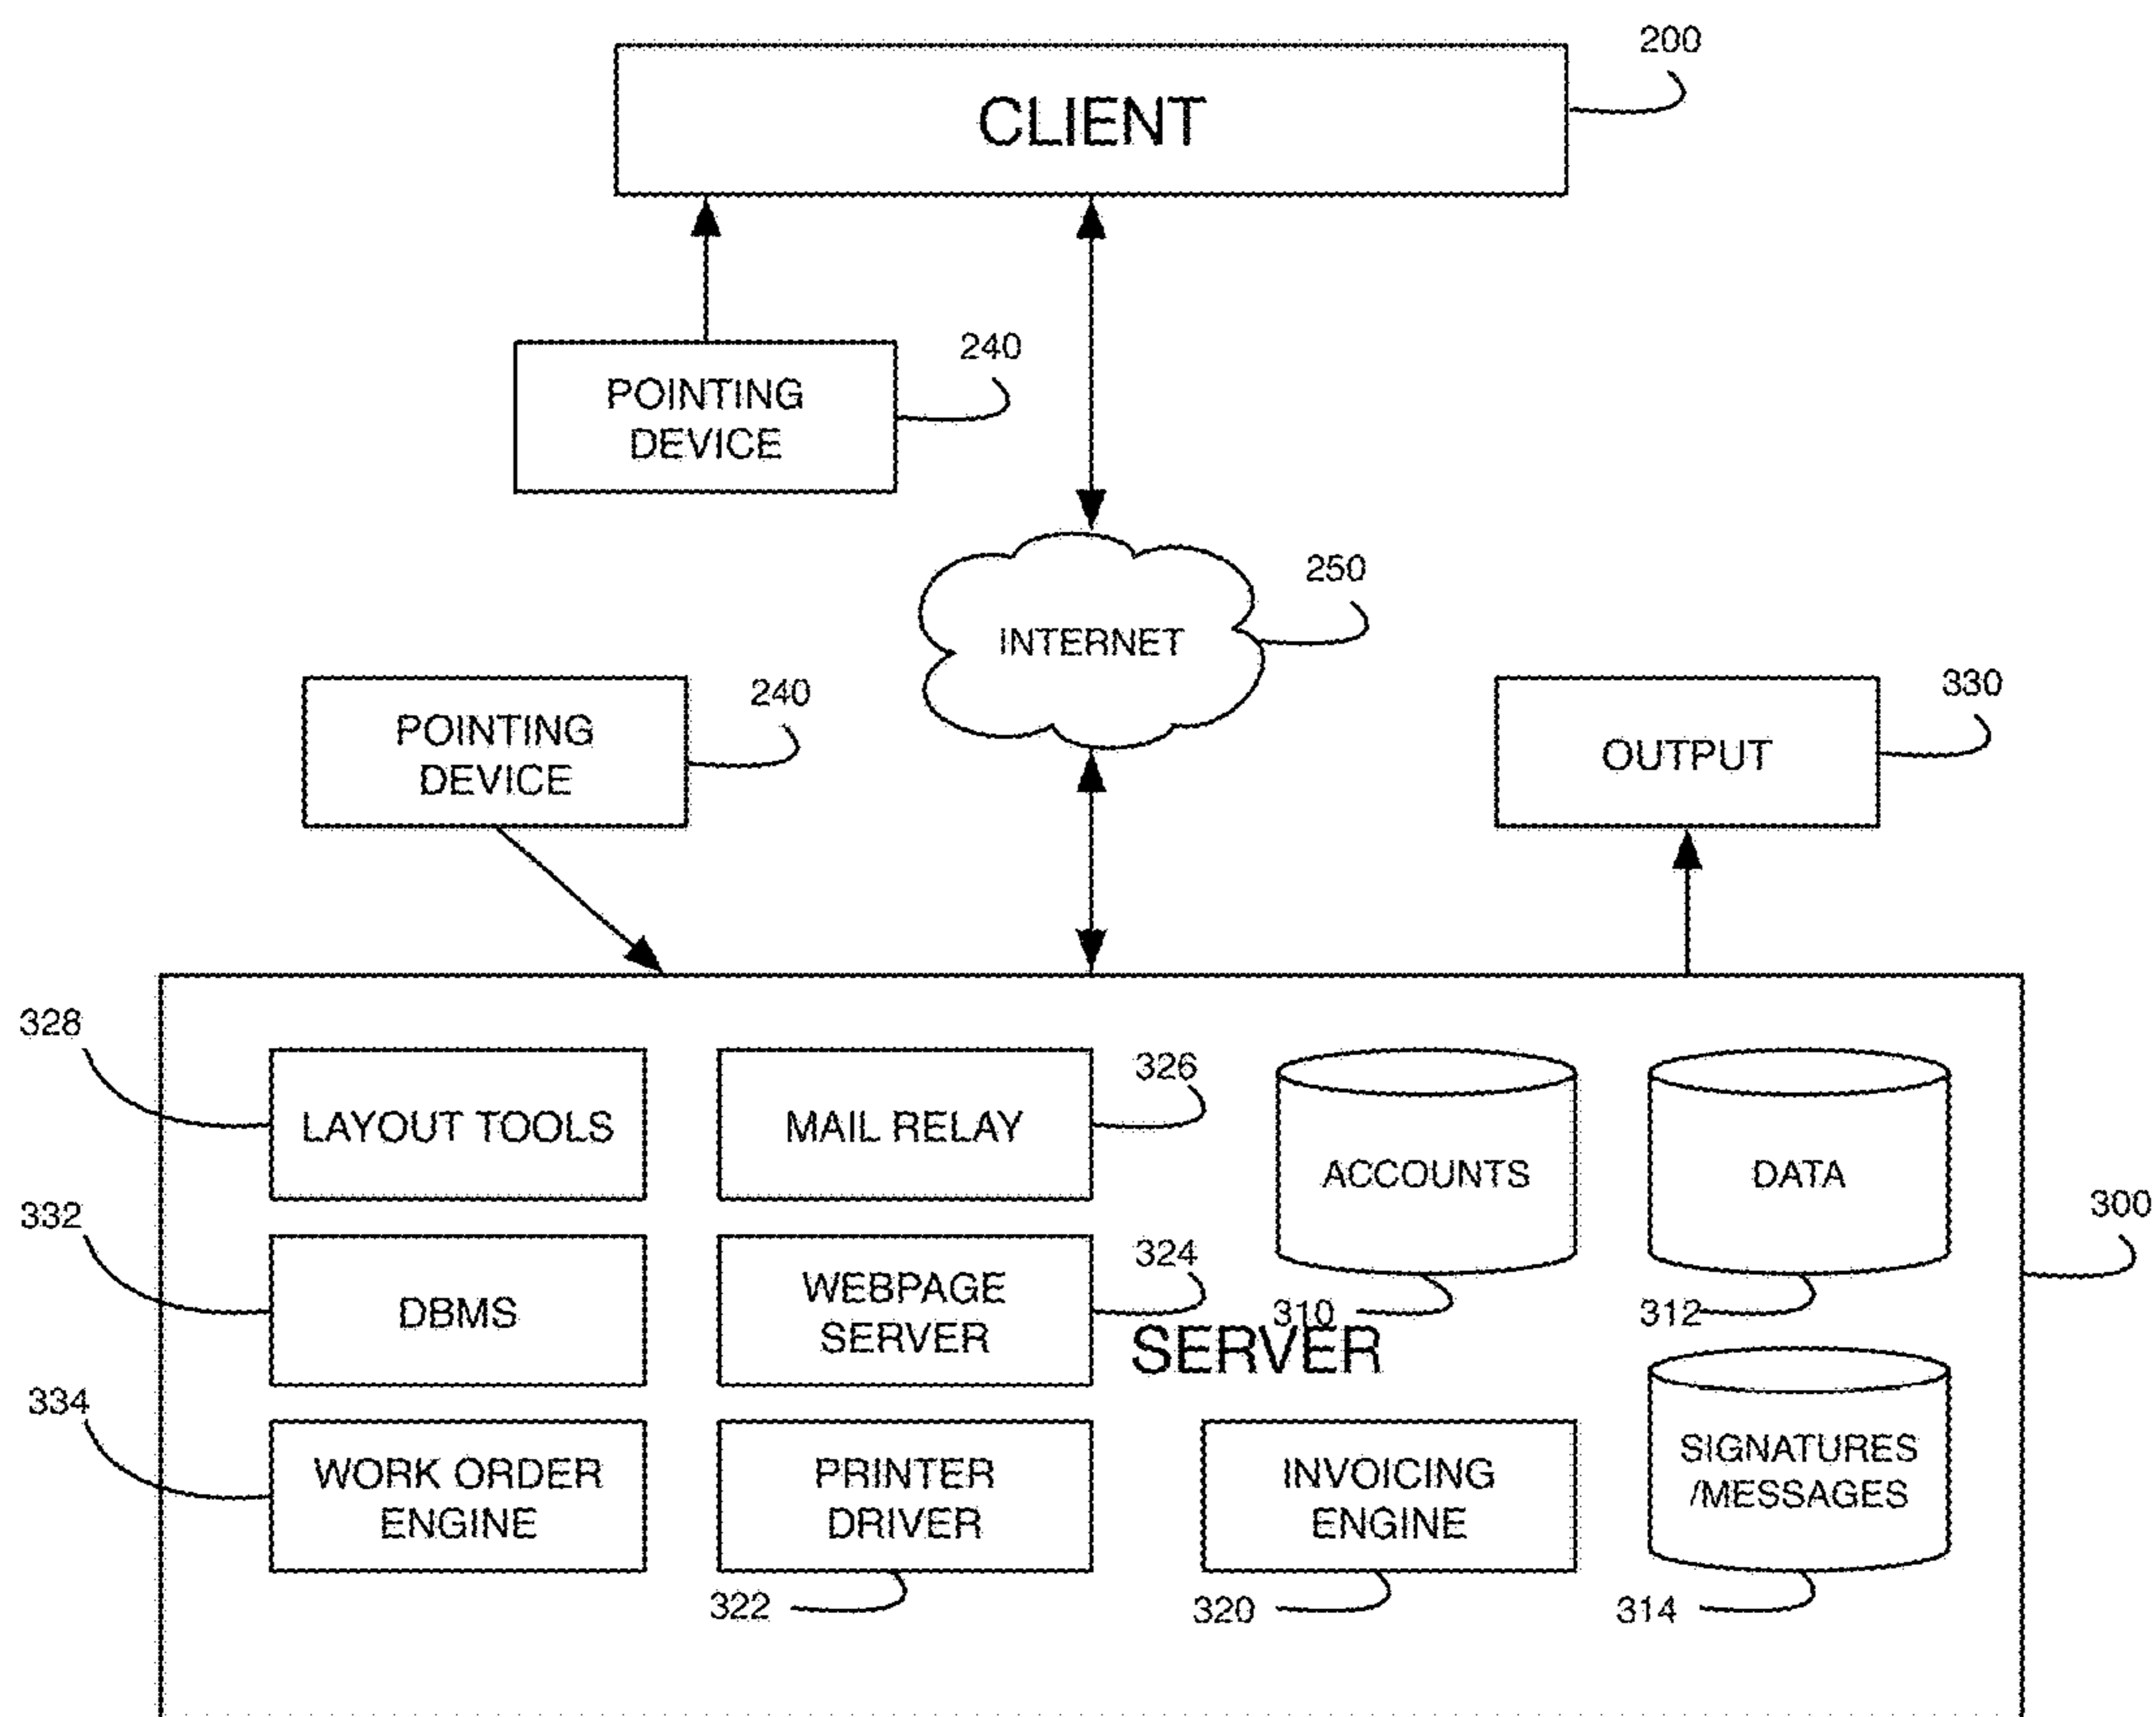 200
CLIENT
240
POINTING
DEVICE
250
INTERNET
240
POINTING
DEVICE
330
OUTPUT
328
LAYOUT TOOLS
326
MAIL RELAY
ACCOUNTS
DATA
300
332
DBMS
324
WEBPAGE
SERVER
310
312
SERVER
334
WORK ORDER
ENGINE
PRINTER
DRIVER
INVOICING
ENGINE
SIGNATURES
/MESSAGES
322
320
314